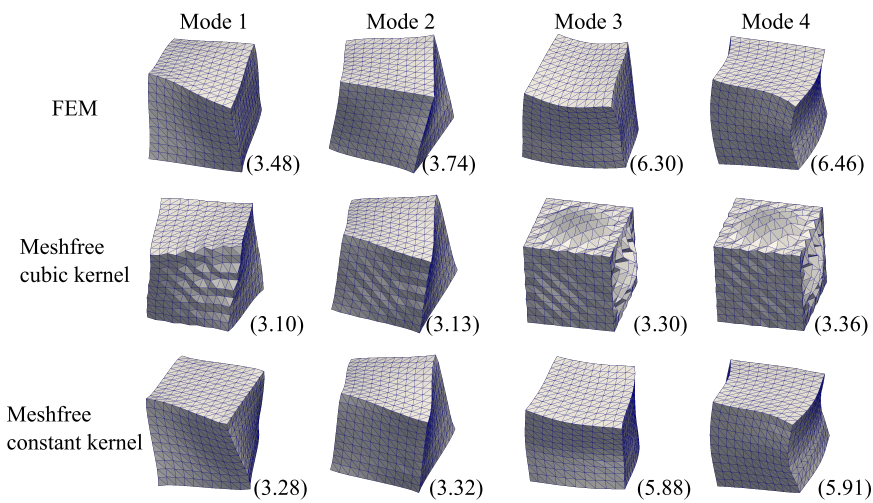 Mode 1 Mode 2 Mode 3 Mode 4
FEM
(3.48) (3.74) (6.30) (6.46)
Meshfree
cubic kernel
(3.10) (3.13) (3.30) (3.36)
Meshfree
constant kernel
(3.28) (3.32) (5.88) (5.91)